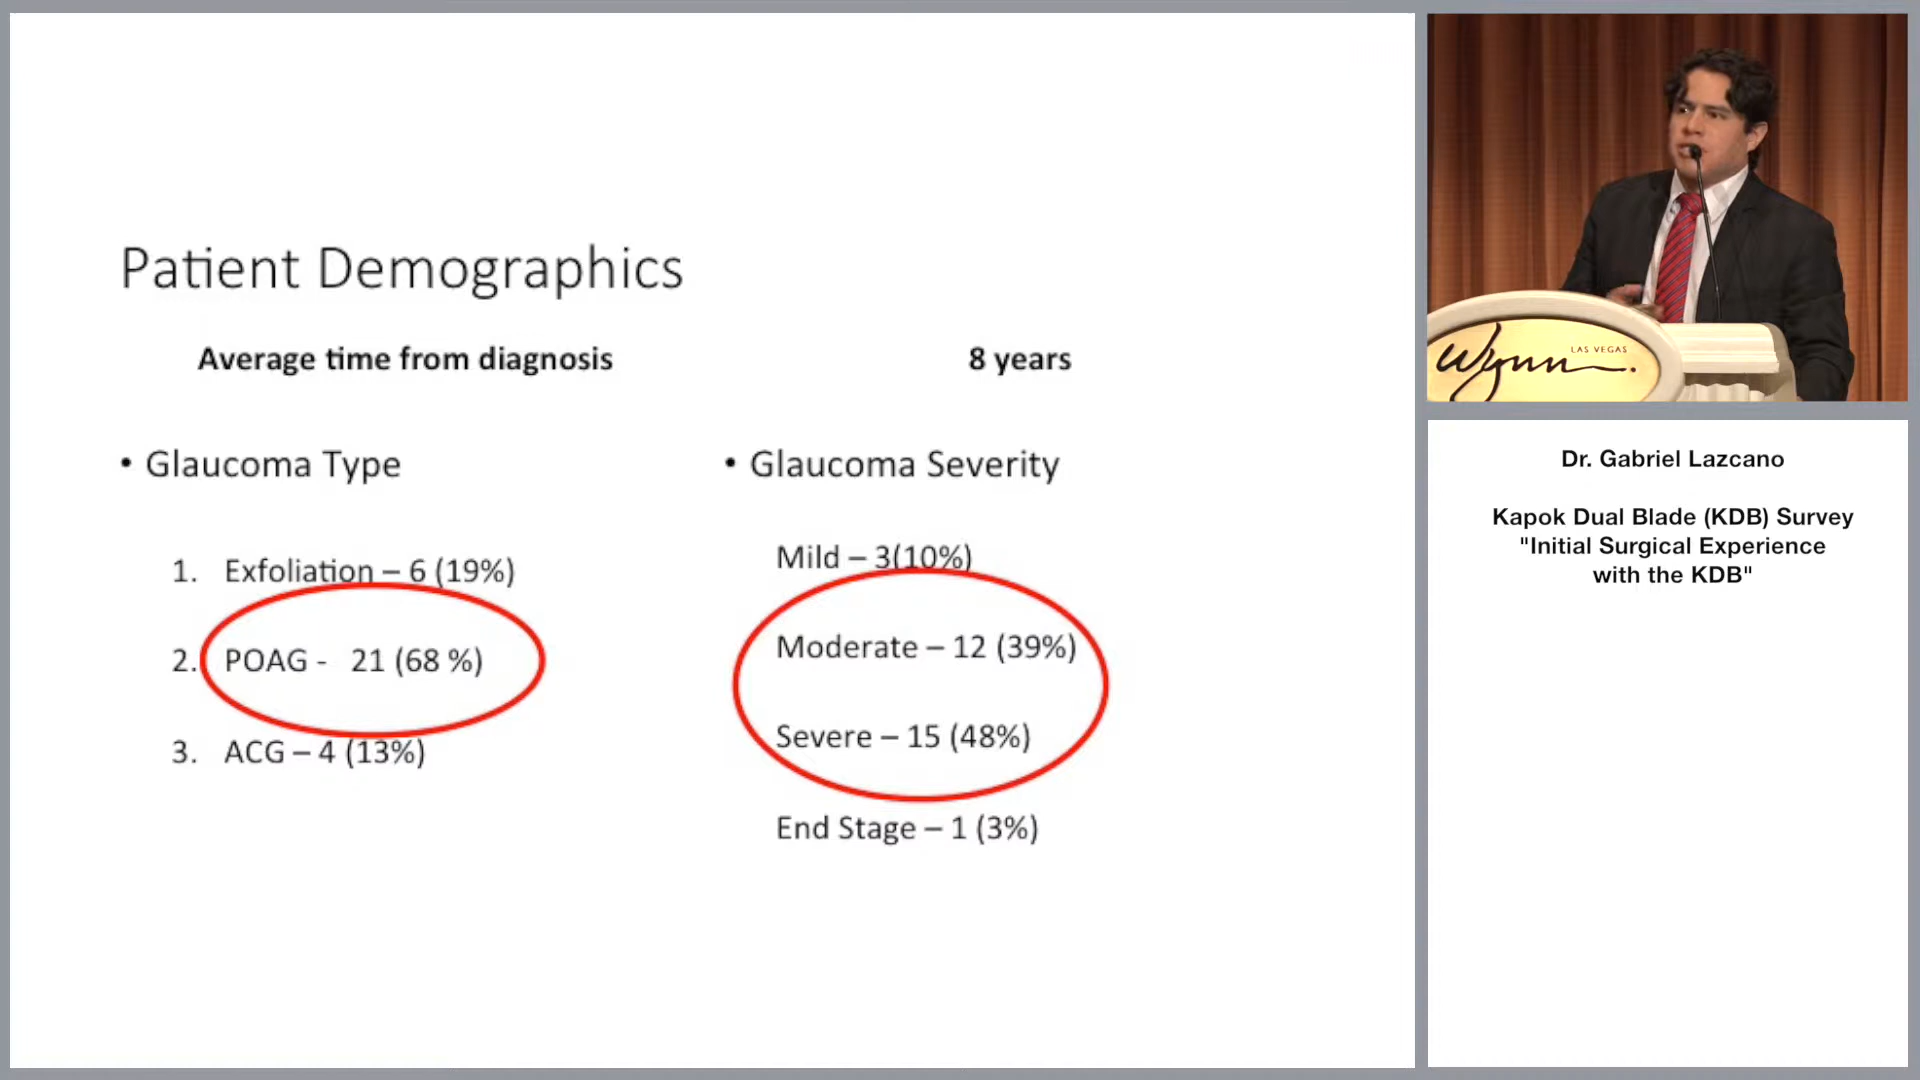 Patient Demographics
Average time from diagnosis 8 years
• Glaucoma Type
1. Exfoliation – 6 (19%)
2. POAG - 21 (68 %)
3. ACG – 4 (13%)
• Glaucoma Severity
Mild – 3(10%)
Moderate – 12 (39%)
Severe – 15 (48%)
End Stage – 1 (3%)
Wynn.
LAS VEGAS
Dr. Gabriel Lazcano
Kapok Dual Blade (KDB) Survey
"Initial Surgical Experience
with the KDB"